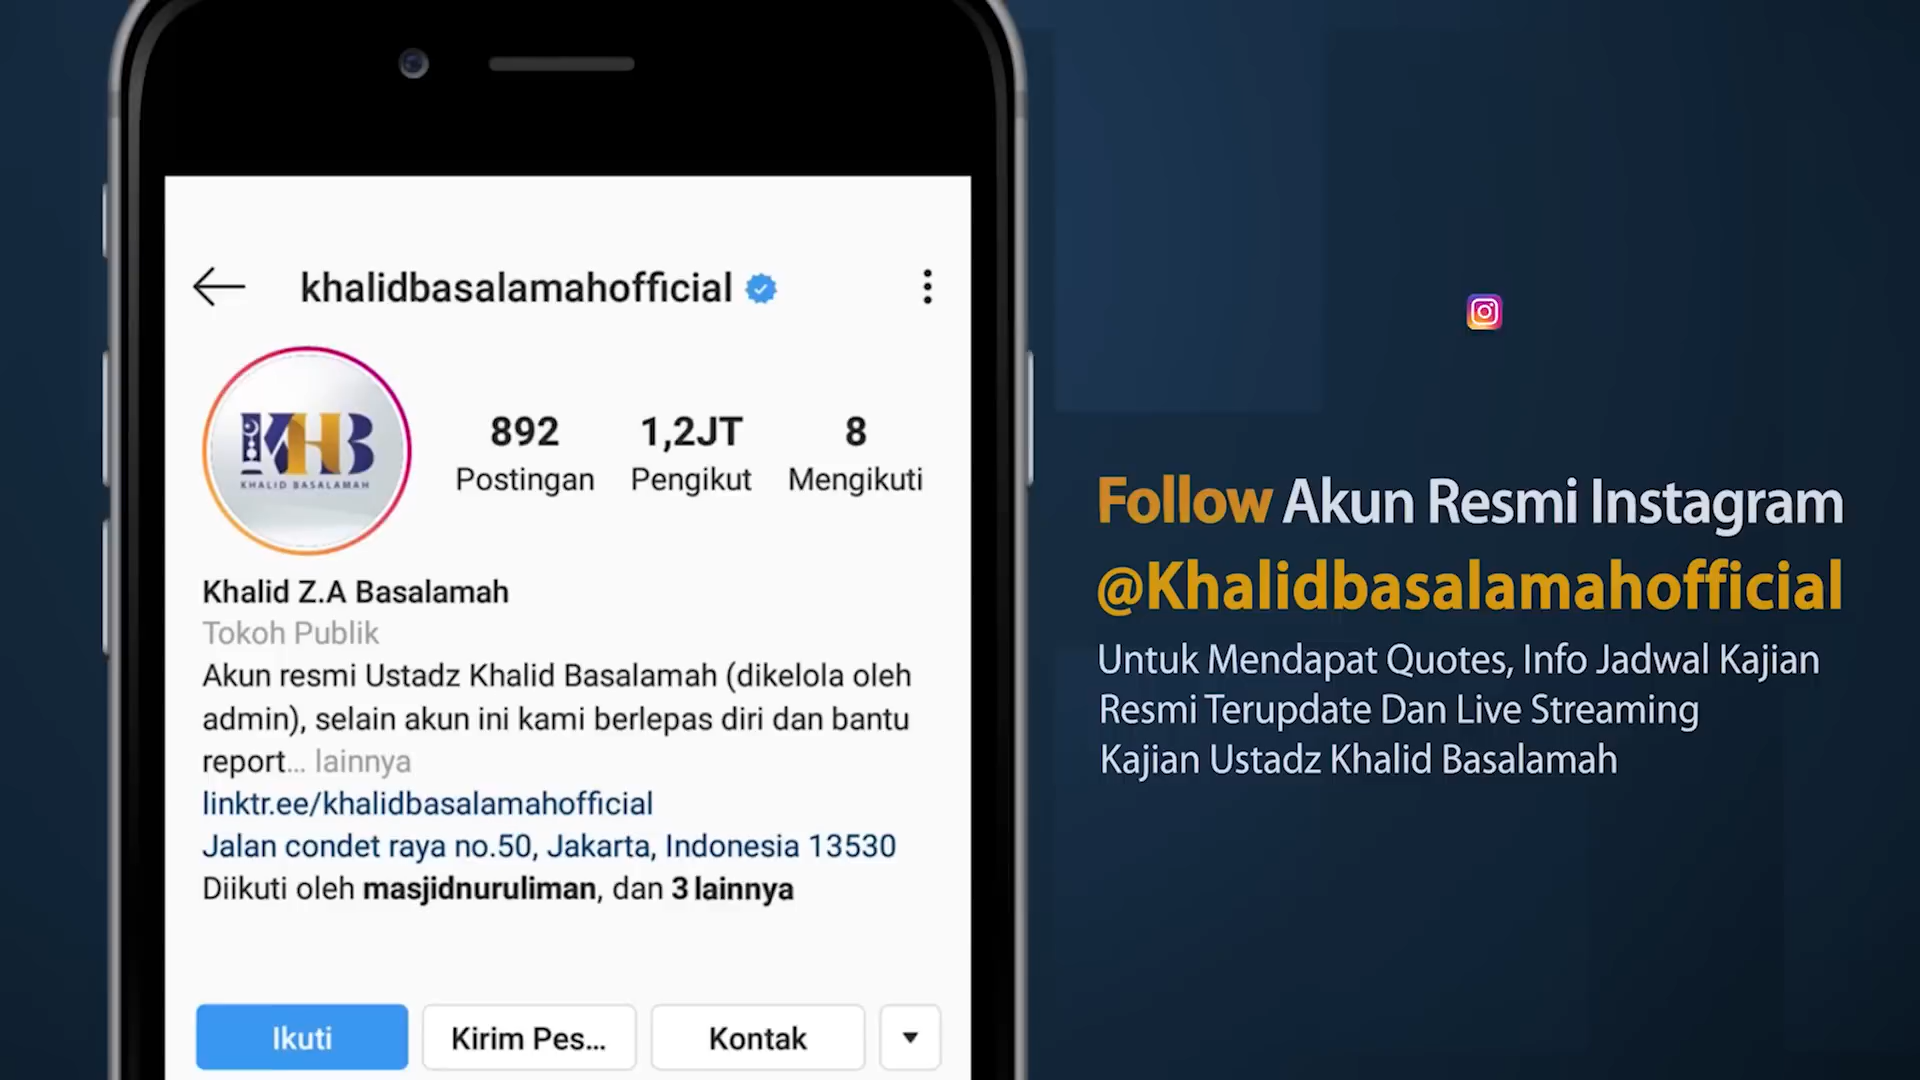 khalidbasalamahofficial
KHB
KHALID BASALAMAH
892
Postingan
1,2JT
Pengikut
8
Mengikuti
Khalid Z.A Basalamah
Tokoh Publik
Akun resmi Ustadz Khalid Basalamah (dikelola oleh
admin), selain akun ini kami berlepas diri dan bantu
report... lainnya
linktr.ee/khalidbasalamahofficial
Jalan condet raya no.50, Jakarta, Indonesia 13530
Diikuti oleh masjidnuruliman, dan 3 lainnya
Ikuti
Kirim Pes...
Kontak
Follow Akun Resmi Instagram
@Khalidbasalamahofficial
Untuk Mendapat Quotes, Info Jadwal Kajian
Resmi Terupdate Dan Live Streaming
Kajian Ustadz Khalid Basalamah